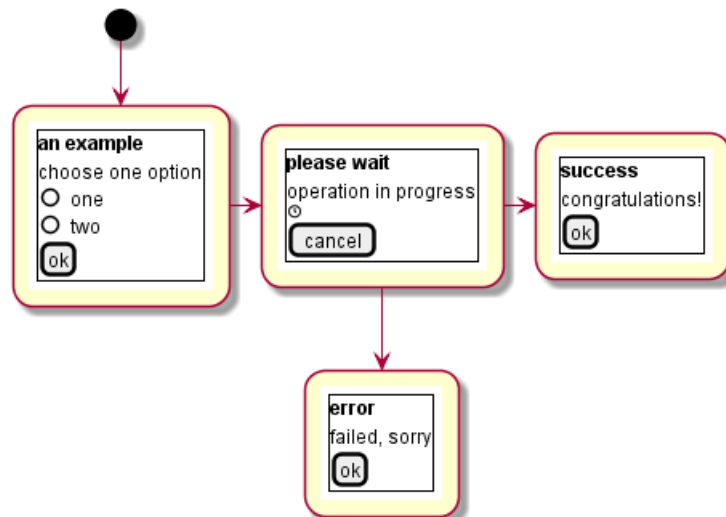 an example
choose one option
one
two
ok
please wait
operation in progress
cancel
success
congratulations!
ok
error
failed, sorry
ok